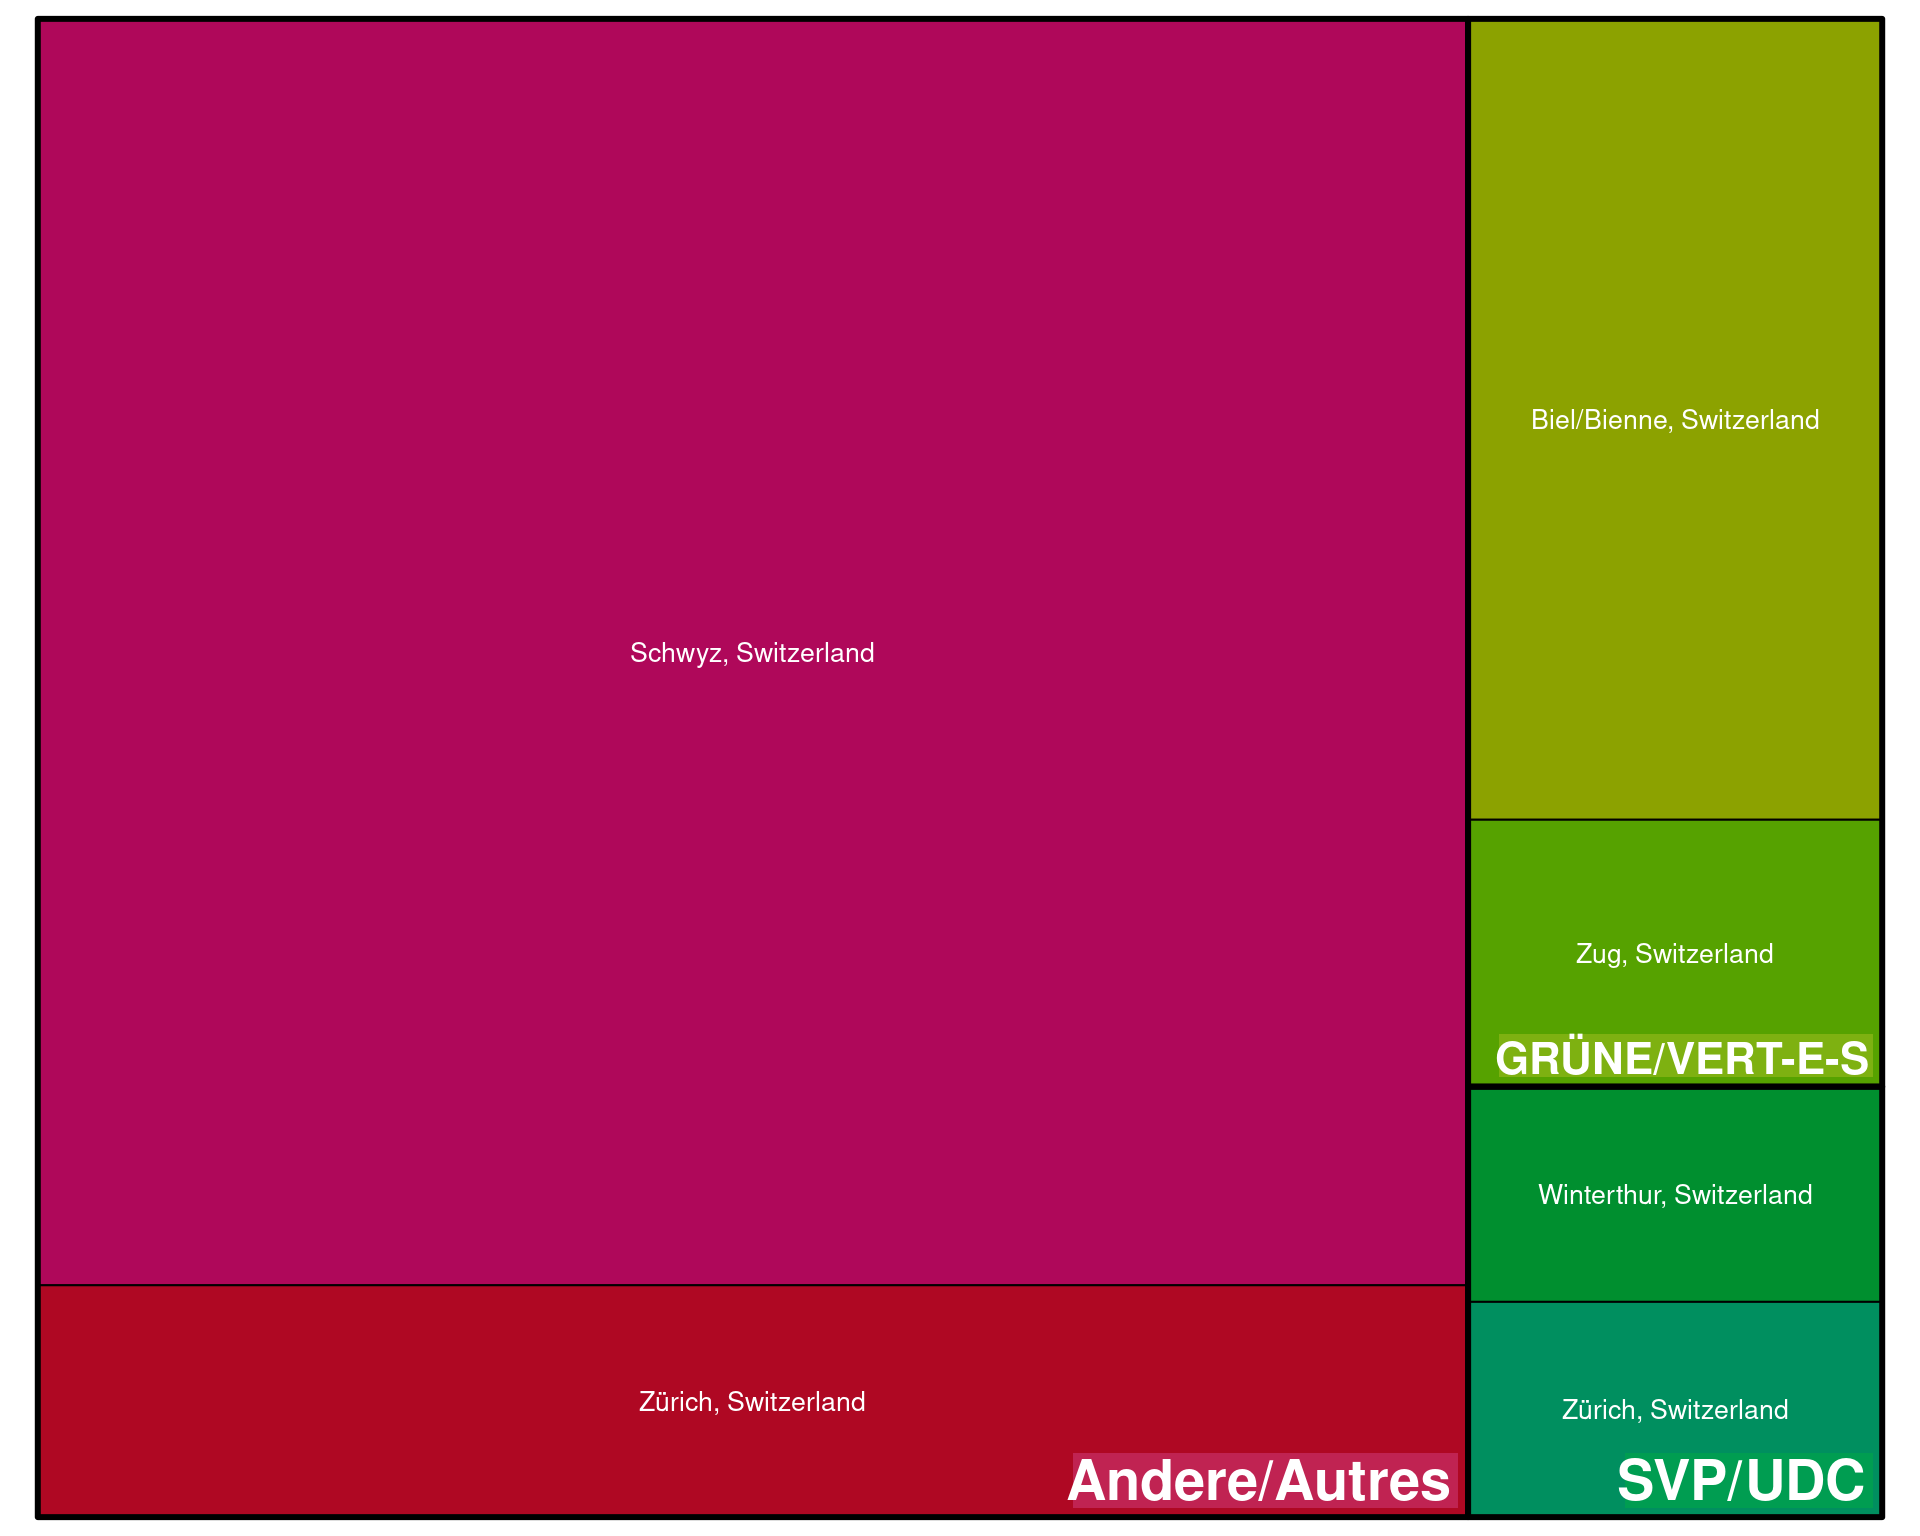 Schwyz, Switzerland
Zürich, Switzerland
Andere/Autres
Biel/Bienne, Switzerland
Zug, Switzerland
GRÜNE/VERT-E-S
Winterthur, Switzerland
Zürich, Switzerland
SVP/UDC